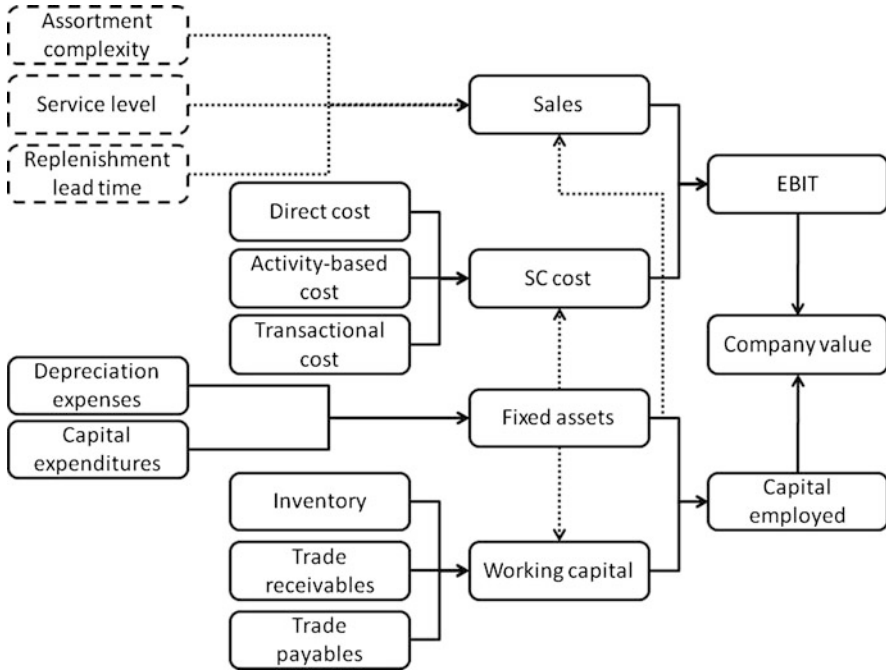 Assortment
complexity
Service level
Replenishment
lead time
Sales
EBIT
Direct cost
Activity-based
cost
Transactional
cost
SC cost
Company value
Depreciation
expenses
Capital
expenditures
Fixed assets
Capital
employed
Inventory
Trade
receivables
Trade
payables
Working capital